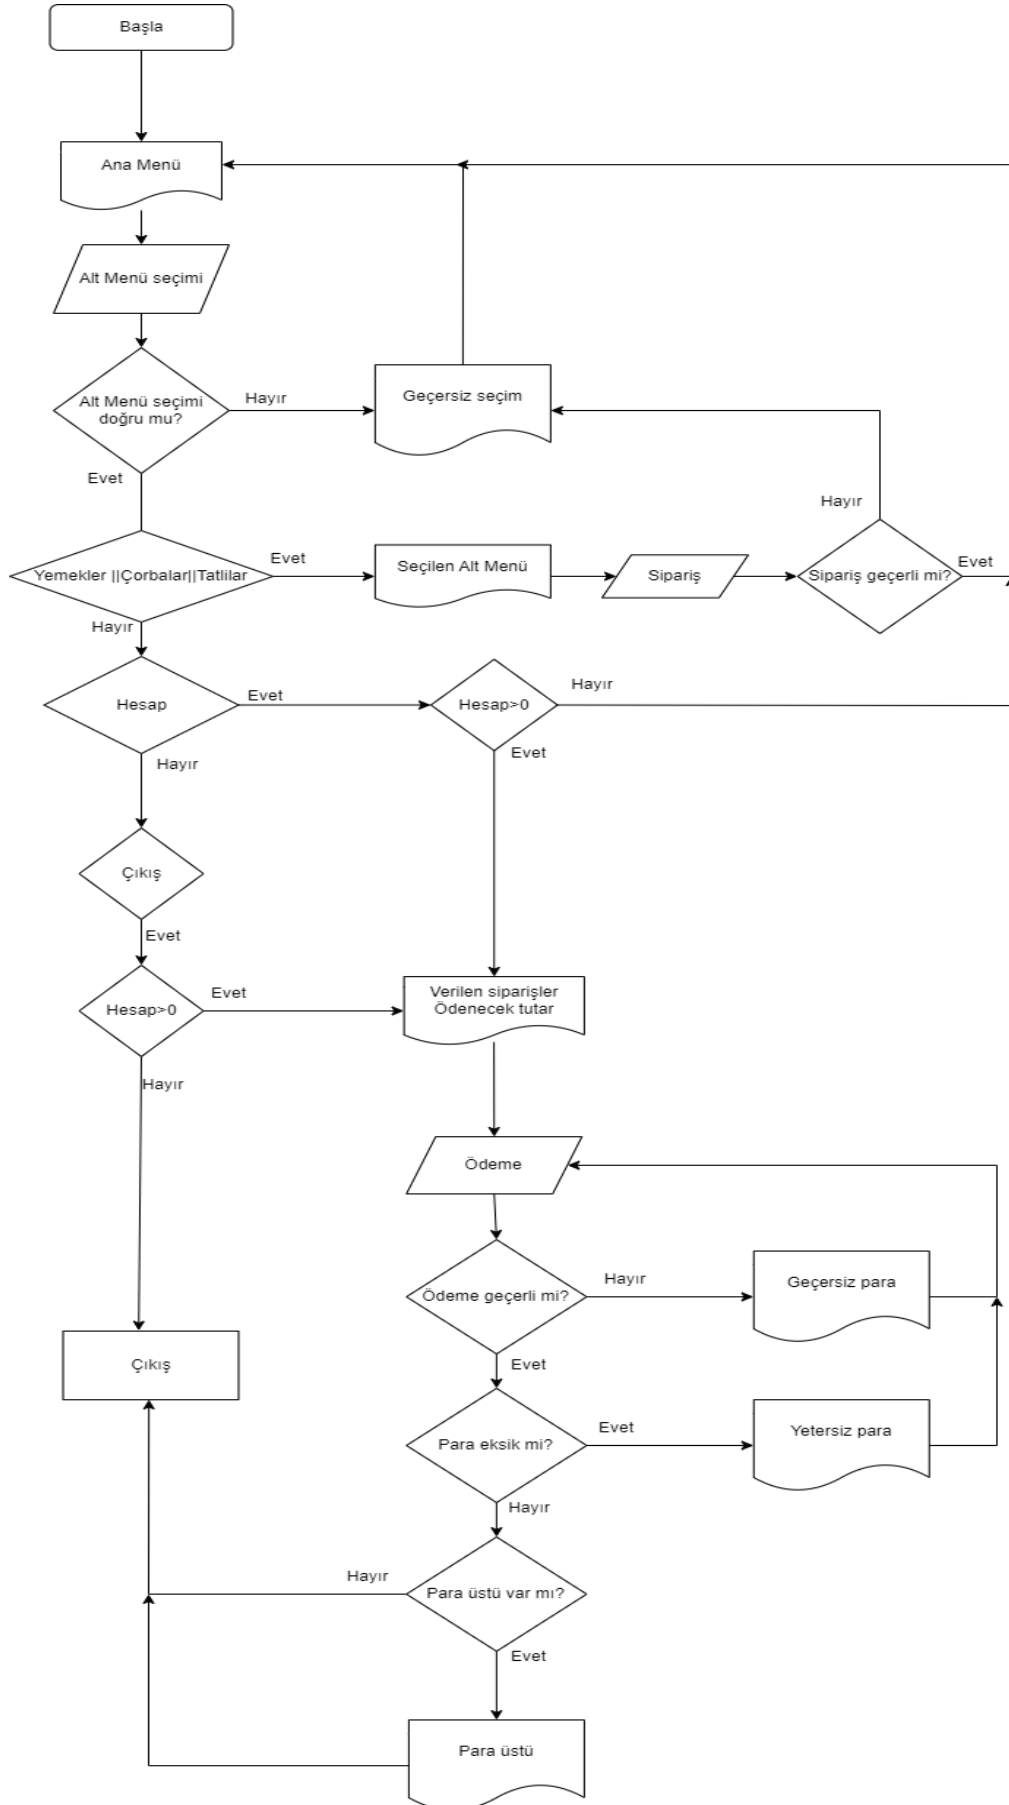 Başla
Ana Menü
Alt Menü seçimi
Alt Menü seçimi
doğru mu?
Hayır
Geçersiz seçim
Evet
Hayır
Yemekler ||Çorbalar||Tatlilar
Evet
Seçilen Alt Menü
Sipariş
Sipariş geçerli mi?
Evet
Hayır
Hesap
Evet
Hesap>0
Hayır
Evet
Hayır
Çıkış
Evet
Hesap>0
Evet
Verilen siparişler
Ödenecek tutar
Hayır
Ödeme
Ödeme geçerli mi?
Hayır
Geçersiz para
Evet
Çıkış
Para eksik mi?
Evet
Yetersiz para
Hayır
Para üstü var mı?
Hayır
Evet
Para üstü